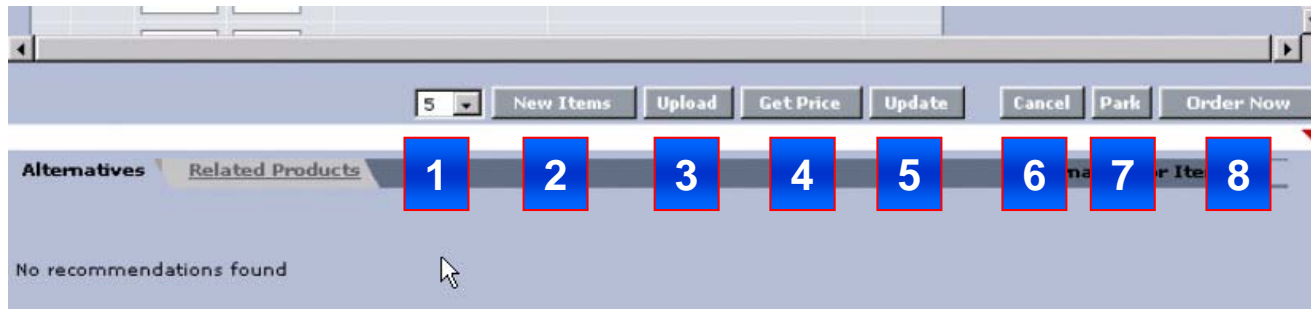 5 New Items Upload Get Price Update Cancel Park Order Now
Alternatives Related Products 1 2 3 4 5 6 7 8
No recommendations found